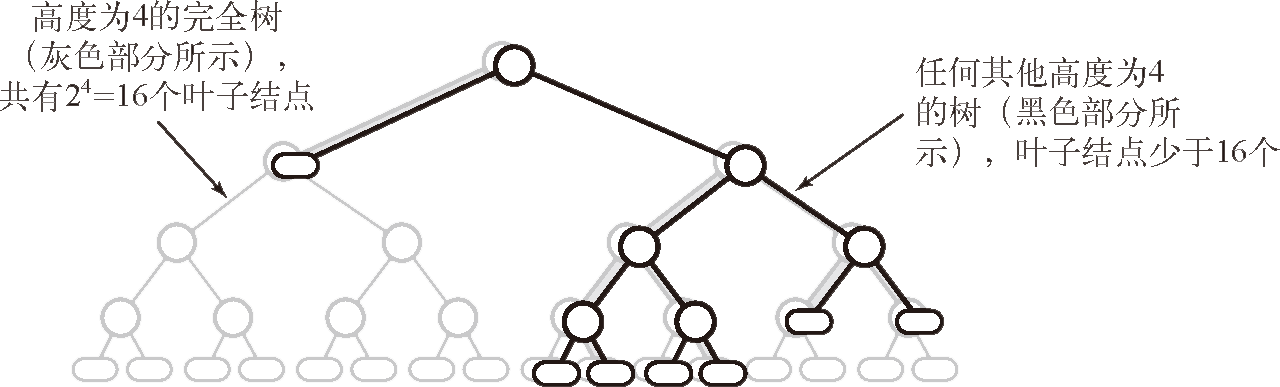 高度为4的完全树
（灰色部分所示），
共有2⁴=16个叶子结点
任何其他高度为4
的树（黑色部分所
示），叶子结点少于16个